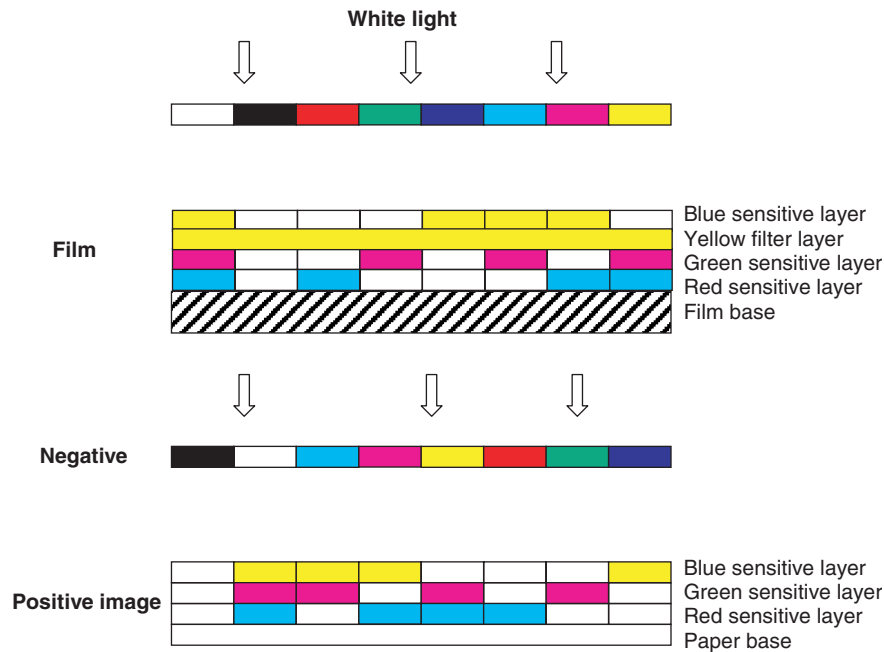 White light
Film
Blue sensitive layer
Yellow filter layer
Green sensitive layer
Red sensitive layer
Film base
Negative
Positive image
Blue sensitive layer
Green sensitive layer
Red sensitive layer
Paper base